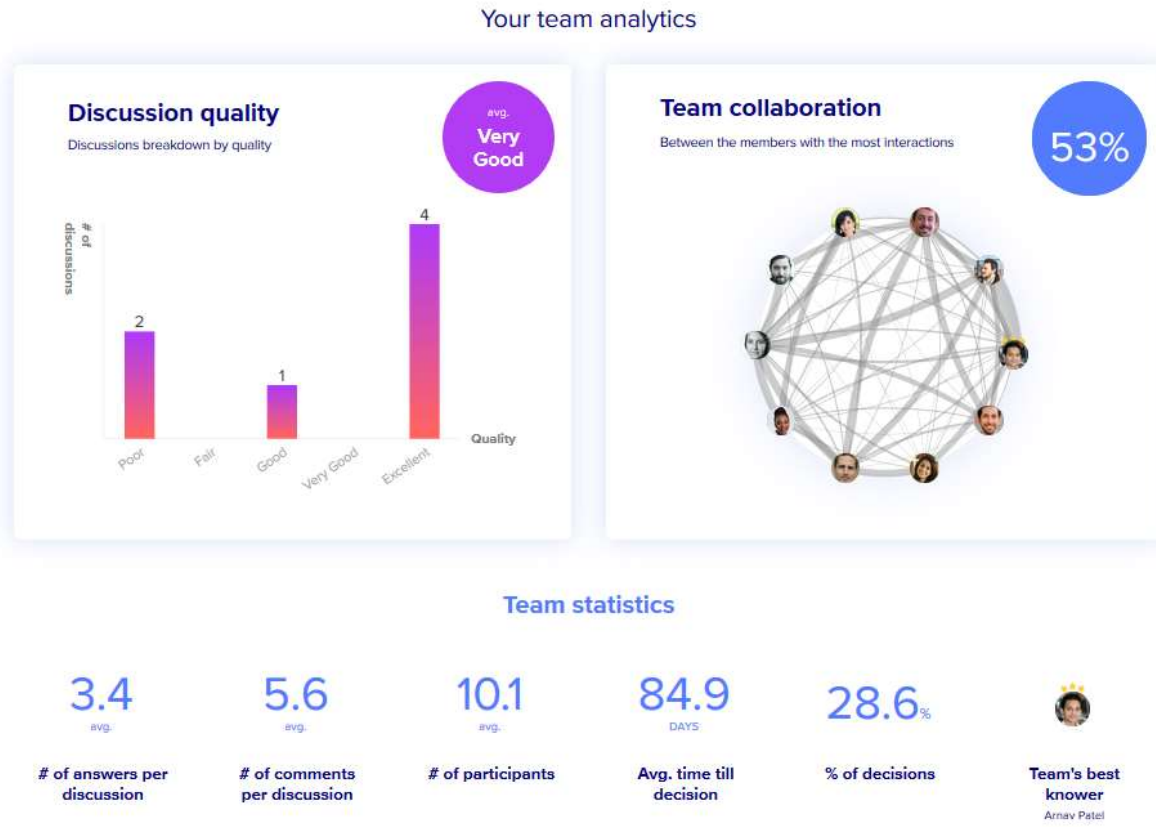 Your team analytics
Discussion quality
Discussions breakdown by quality
avg.
Very
Good
# of
discussions
2
1
4
Poor
Fair
Good
Very Good
Excellent
Quality
Team collaboration
Between the members with the most interactions
53%
Team statistics
3.4
avg.
# of answers per
discussion
5.6
avg.
# of comments
per discussion
10.1
avg.
# of participants
84.9
DAYS
Avg. time till
decision
28.6%
% of decisions
Team's best
knower
Arnav Patel